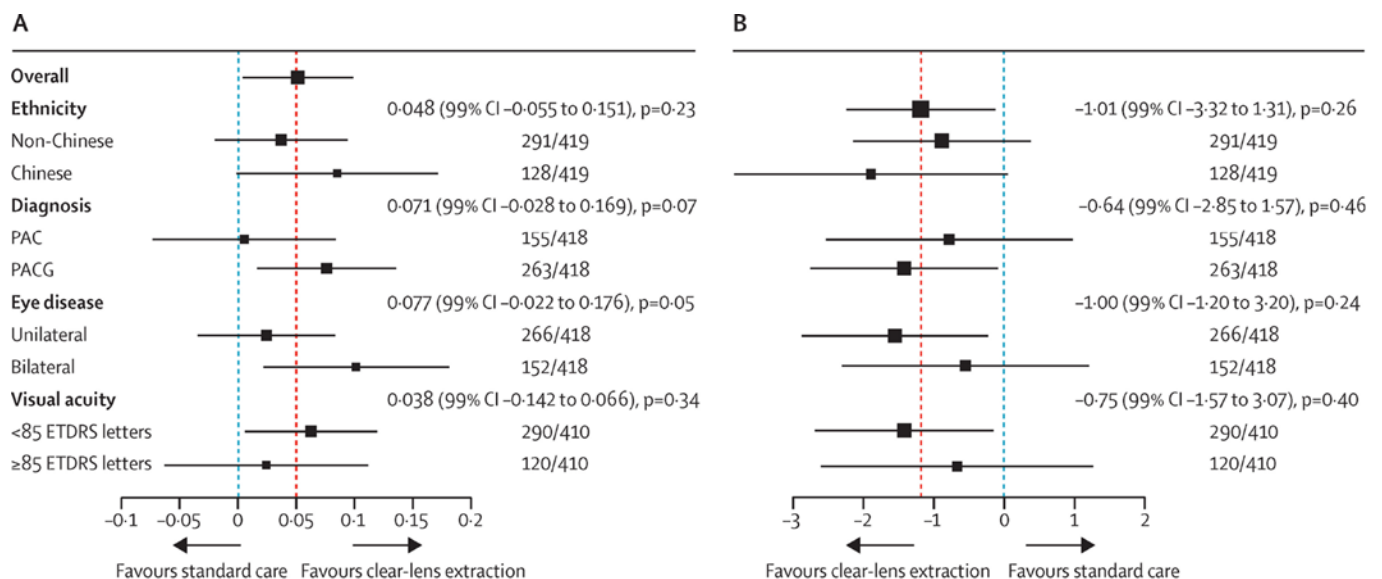 A B
Overall
Ethnicity 0·048 (99% CI –0·055 to 0·151), p=0·23 –1·01 (99% CI –3·32 to 1·31), p=0·26
Non-Chinese 291/419 291/419
Chinese 128/419 128/419
Diagnosis 0·071 (99% CI –0·028 to 0·169), p=0·07 –0·64 (99% CI –2·85 to 1·57), p=0·46
PAC 155/418 155/418
PACG 263/418 263/418
Eye disease 0·077 (99% CI –0·022 to 0·176), p=0·05 –1·00 (99% CI –1·20 to 3·20), p=0·24
Unilateral 266/418 266/418
Bilateral 152/418 152/418
Visual acuity 0·038 (99% CI –0·142 to 0·066), p=0·34 –0·75 (99% CI –1·57 to 3·07), p=0·40
<85 ETDRS letters 290/410 290/410
≥85 ETDRS letters 120/410 120/410
–0·1 –0·05 0 0·05 0·1 0·15 0·2 –3 –2 –1 0 1 2
Favours standard care Favours clear-lens extraction Favours clear-lens extraction Favours standard care